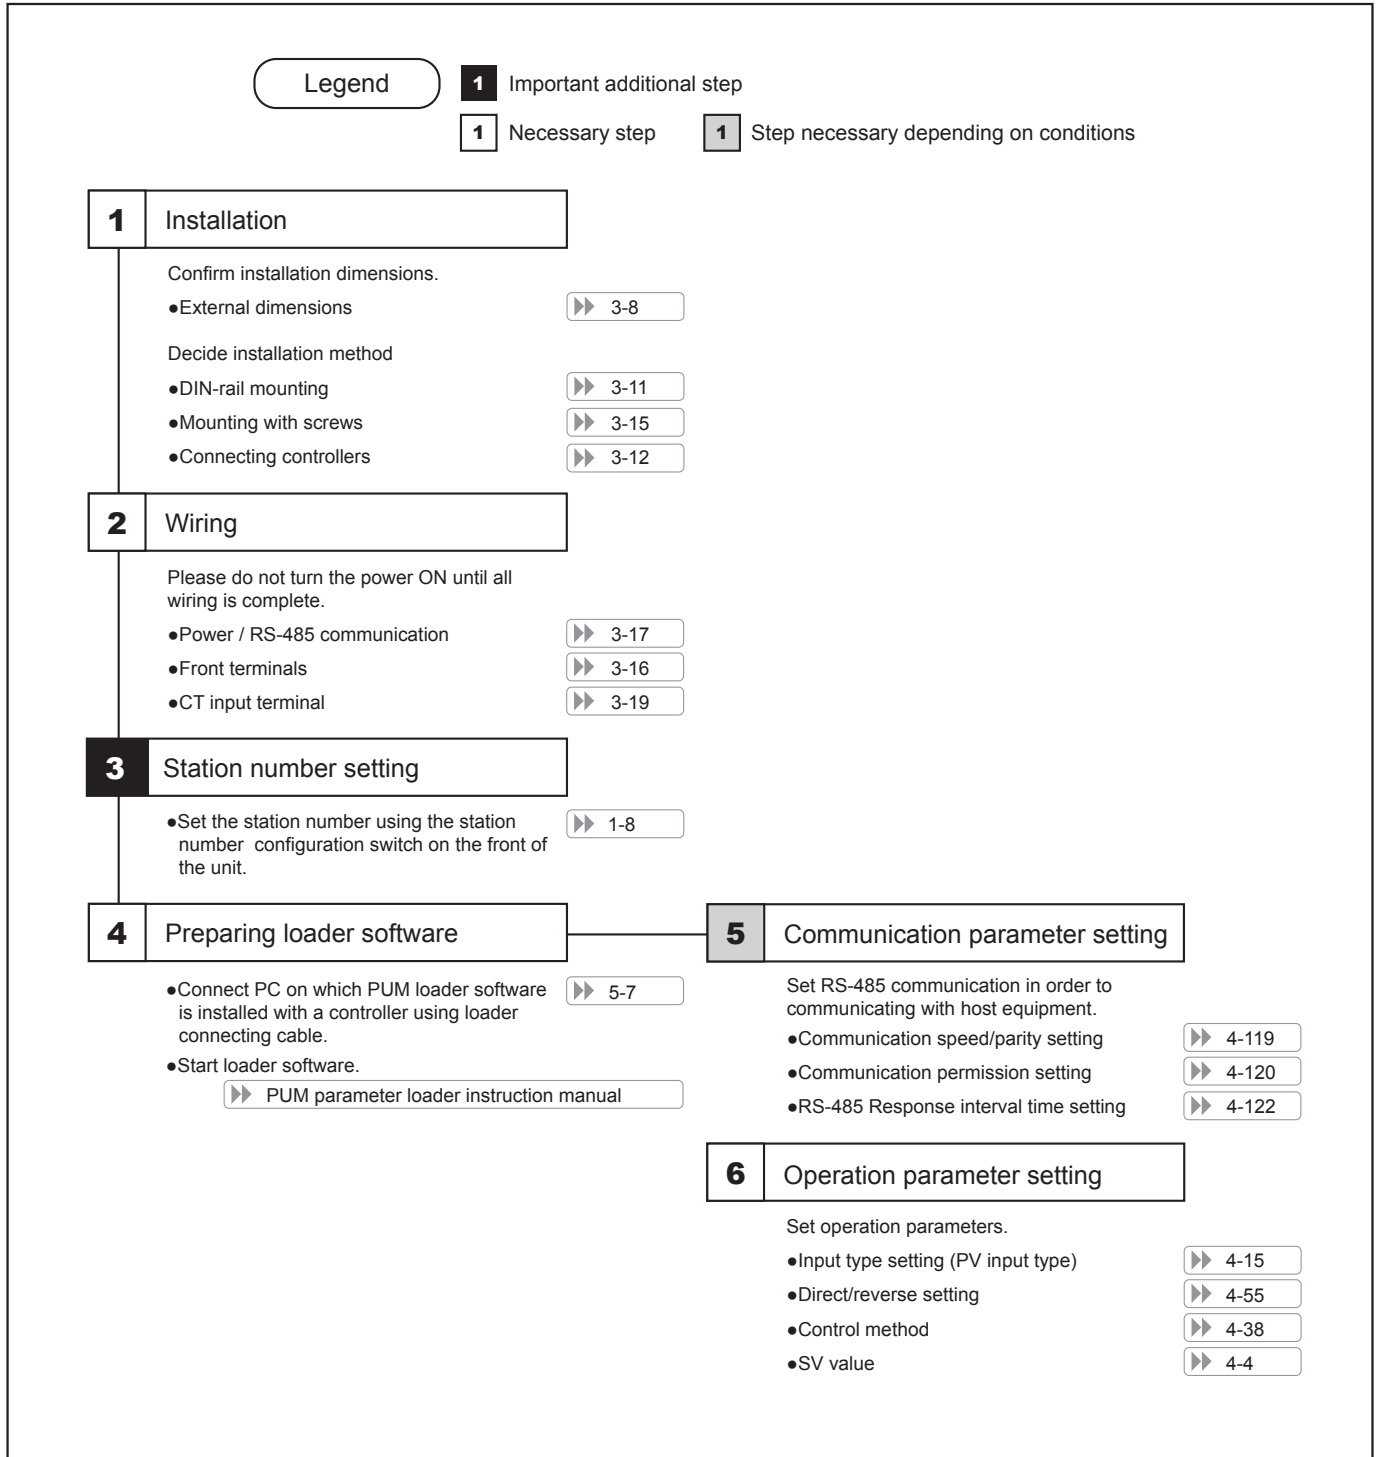 Legend
1 Important additional step
1 Necessary step
1 Step necessary depending on conditions
1 Installation
Confirm installation dimensions.
●External dimensions 3-8
Decide installation method
●DIN-rail mounting 3-11
●Mounting with screws 3-15
●Connecting controllers 3-12
2 Wiring
Please do not turn the power ON until all
wiring is complete.
●Power / RS-485 communication 3-17
●Front terminals 3-16
●CT input terminal 3-19
3 Station number setting
●Set the station number using the station 1-8
number  configuration switch on the front of
the unit.
4 Preparing loader software
●Connect PC on which PUM loader software 5-7
is installed with a controller using loader
connecting cable.
●Start loader software.
PUM parameter loader instruction manual
5 Communication parameter setting
Set RS-485 communication in order to
communicating with host equipment.
●Communication speed/parity setting 4-119
●Communication permission setting 4-120
●RS-485 Response interval time setting 4-122
6 Operation parameter setting
Set operation parameters.
●Input type setting (PV input type) 4-15
●Direct/reverse setting 4-55
●Control method 4-38
●SV value 4-4